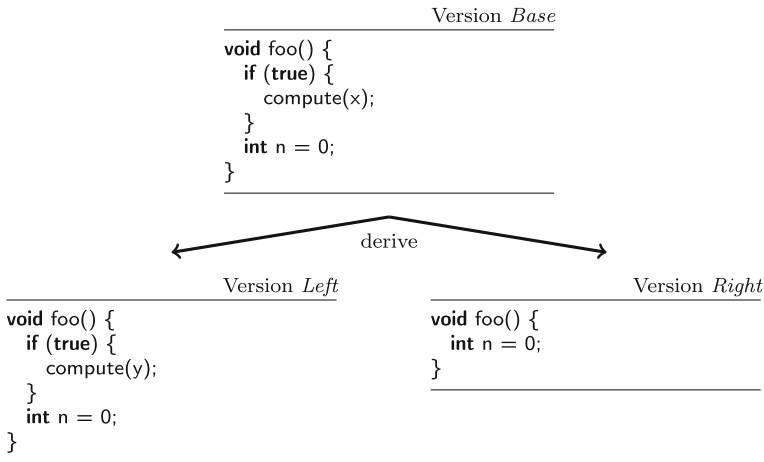 Version Base
void foo() {
if (true) {
compute(x);
}
int n = 0;
}
derive
Version Left
void foo() {
if (true) {
compute(y);
}
int n = 0;
}
Version Right
void foo() {
int n = 0;
}